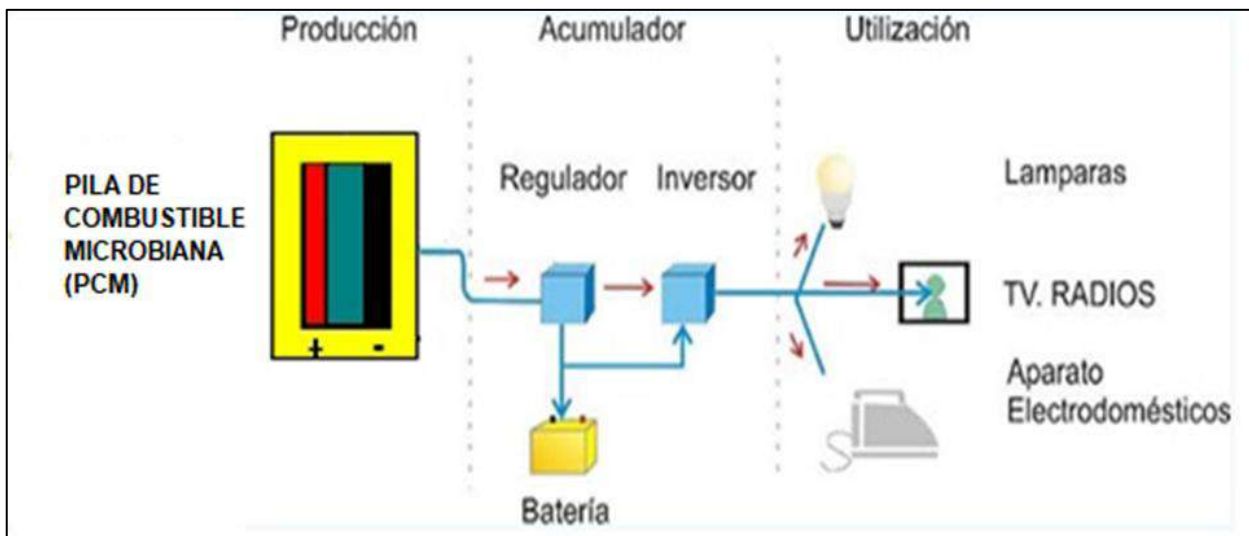 Producción
Acumulador
Utilización
PILA DE
COMBUSTIBLE
MICROBIANA
(PCM)
+ -
Regulador
Inversor
Batería
Lamparas
TV. RADIOS
Aparato
Electrodomésticos